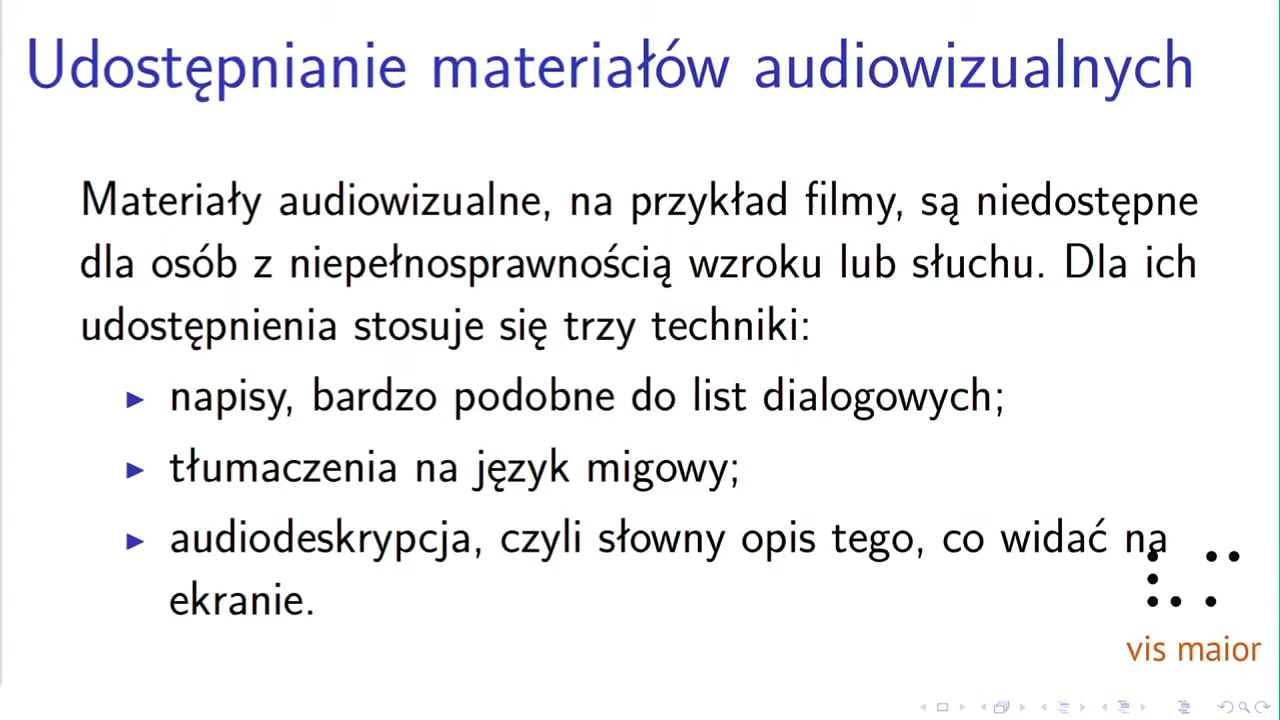 Udostępnianie materiałów audiowizualnych
Materiały audiowizualne, na przykład filmy, są niedostępne
dla osób z niepełnosprawnością wzroku lub słuchu. Dla ich
udostępnienia stosuje się trzy techniki:
napisy, bardzo podobne do list dialogowych;
tłumaczenia na język migowy;
audiodeskrypcja, czyli słowny opis tego, co widać na
ekranie.
vis maior